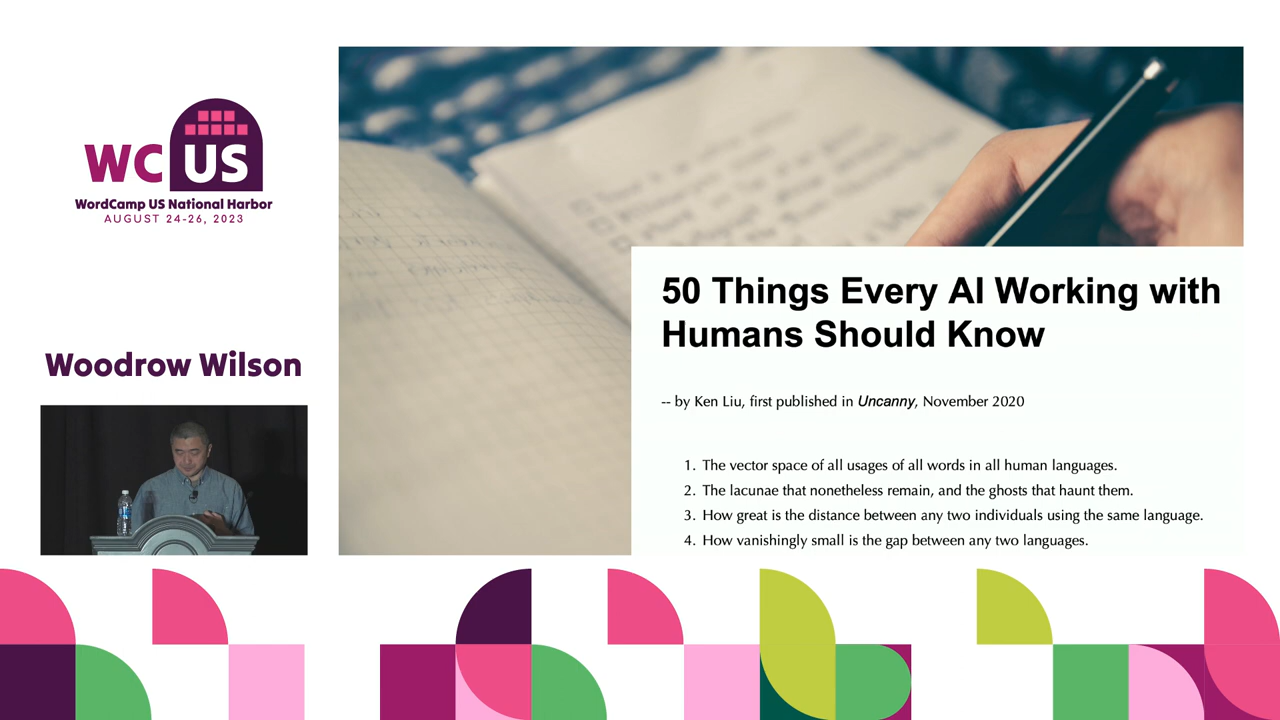 WC US
WordCamp US National Harbor
AUGUST 24-26, 2023
Woodrow Wilson
50 Things Every AI Working with
Humans Should Know
-- by Ken Liu, first published in Uncanny, November 2020
1. The vector space of all usages of all words in all human languages.
2. The lacunae that nonetheless remain, and the ghosts that haunt them.
3. How great is the distance between any two individuals using the same language.
4. How vanishingly small is the gap between any two languages.